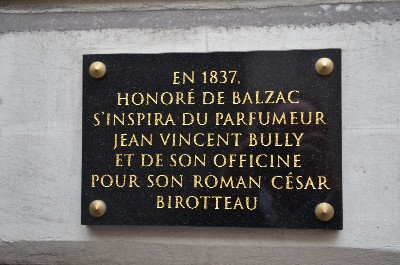 EN 1837,
HONORÉ DE BALZAC
S'INSPIRA DU PARFUMEUR
JEAN VINCENT BULLY
ET DE SON OFFICINE
POUR SON ROMAN CÉSAR
BIROTTEAU